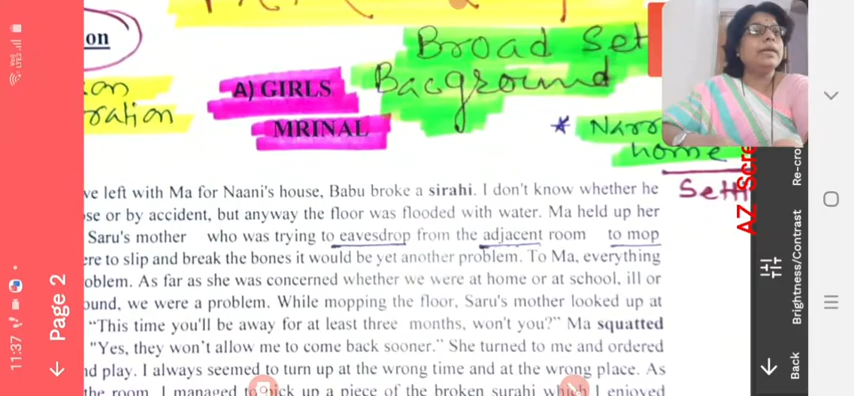 on
on
ration
Broad Set
Bacground
A) GIRLS
MRINAL
* Narr
home
Sett
ve left with Ma for Naani's house, Babu broke a sirahi. I don't know whether he
se or by accident, but anyway the floor was flooded with water. Ma held up her
Saru's mother who was trying to eavesdrop from the adjacent room to mop
ere to slip and break the bones it would be yet another problem. To Ma, everything
oblem. As far as she was concerned whether we were at home or at school, ill or
ound, we were a problem. While mopping the floor, Saru's mother looked up at
"This time you'll be away for at least three months, won't you?" Ma squatted
"Yes, they won't allow me to come back sooner." She turned to me and ordered
nd play. I always seemed to turn up at the wrong time and at the wrong place. As
the room, I managed to pick up a piece of the broken surahi which I enjoyed
11:37
Page 2
AZ Scre
Back
Brightness/Contrast
Re-cro